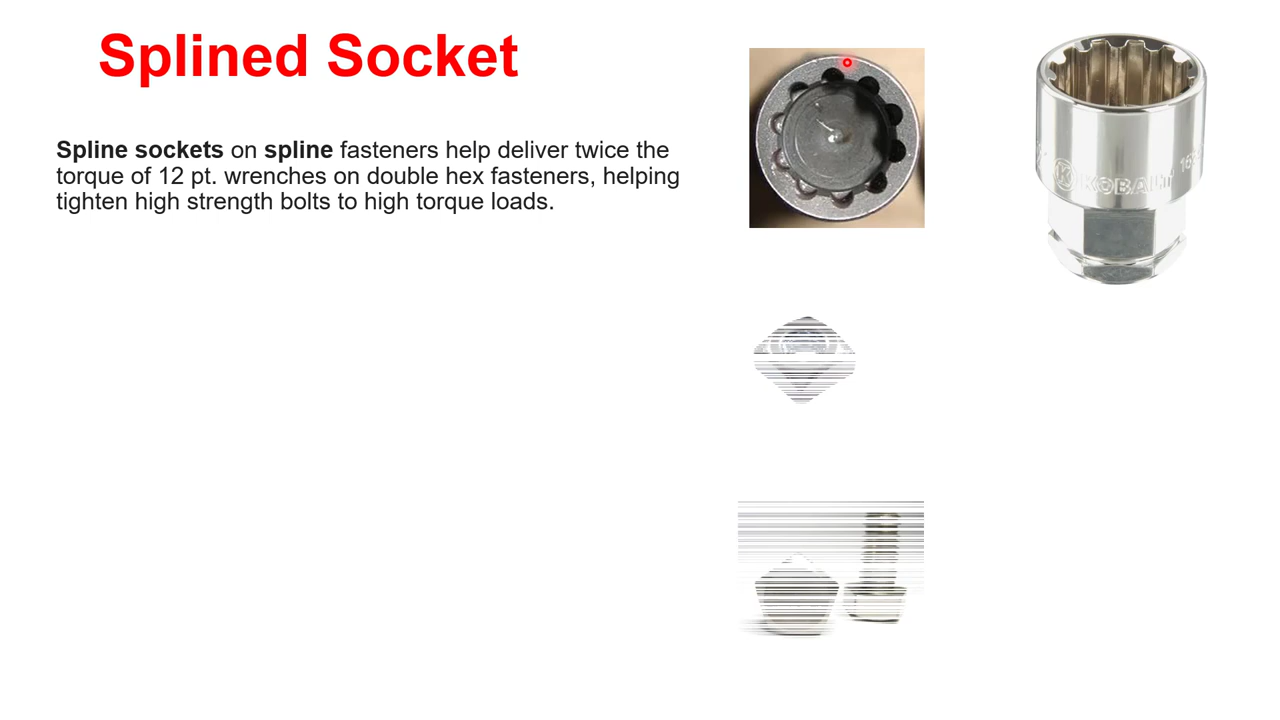 Splined Socket
Spline sockets on spline fasteners help deliver twice the
torque of 12 pt. wrenches on double hex fasteners, helping
tighten high strength bolts to high torque loads.
KOBALT